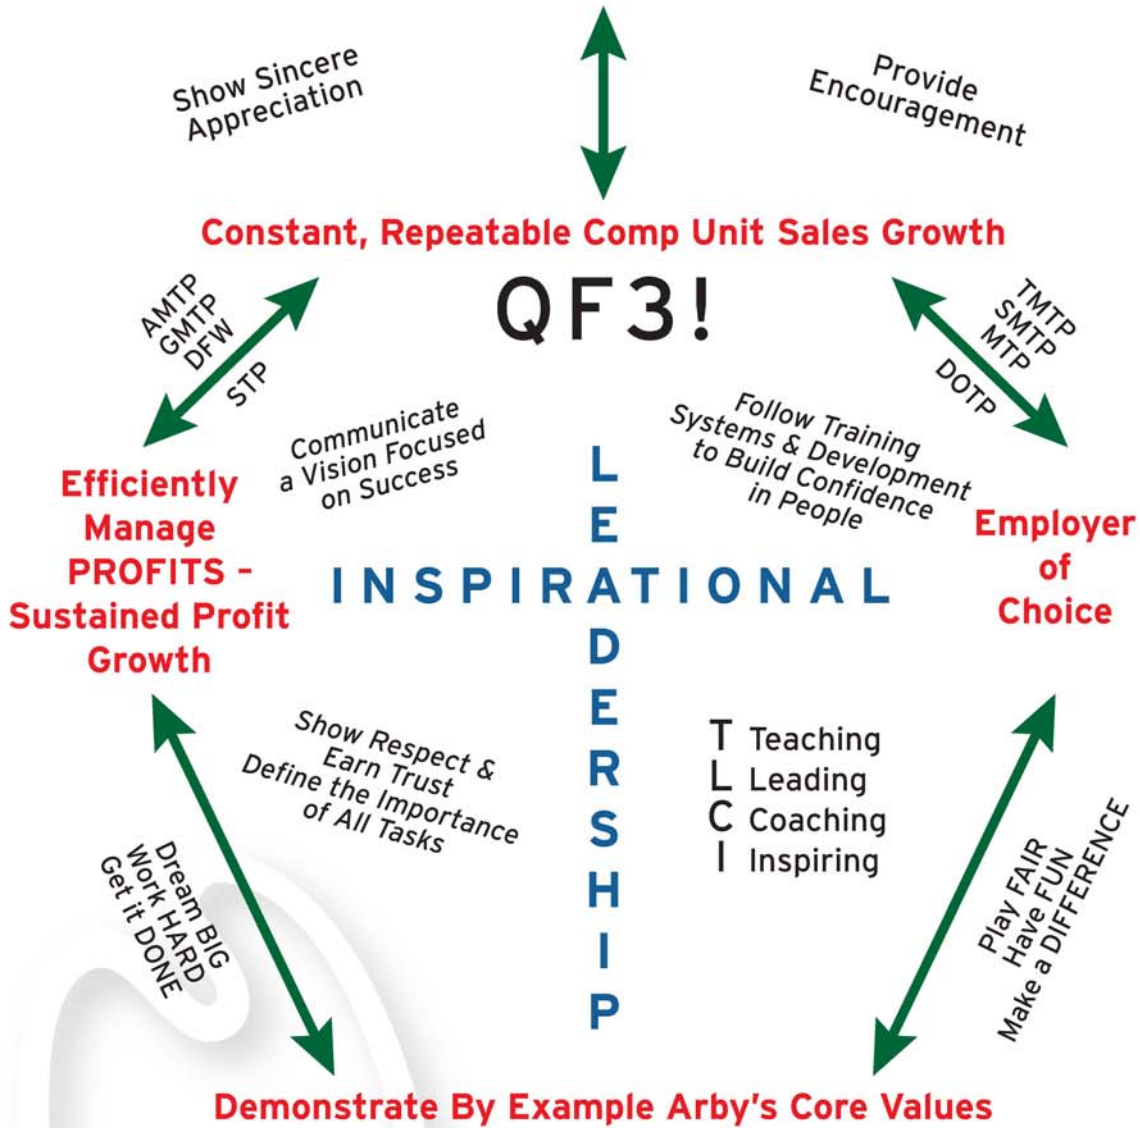 Show Sincere
Appreciation
Provide
Encouragement
Constant, Repeatable Comp Unit Sales Growth
QF3!
AMTP
GMTP
DFW
STP
TMTP
SMTP
MTP
DOTP
Communicate
a Vision Focused
on Success
Follow Training
Systems & Development
to Build Confidence
in People
Efficiently
Manage
PROFITS -
Sustained Profit
Growth
Employer
of
Choice
INSPIRATIONAL
LEADERSHIP
Show Respect &
Earn Trust
Define the Importance
of All Tasks
T Teaching
L Leading
C Coaching
I Inspiring
Dream BIG
Work HARD
Get it DONE
Play FAIR
Have FUN
Make a DIFFERENCE
Demonstrate By Example Arby's Core Values